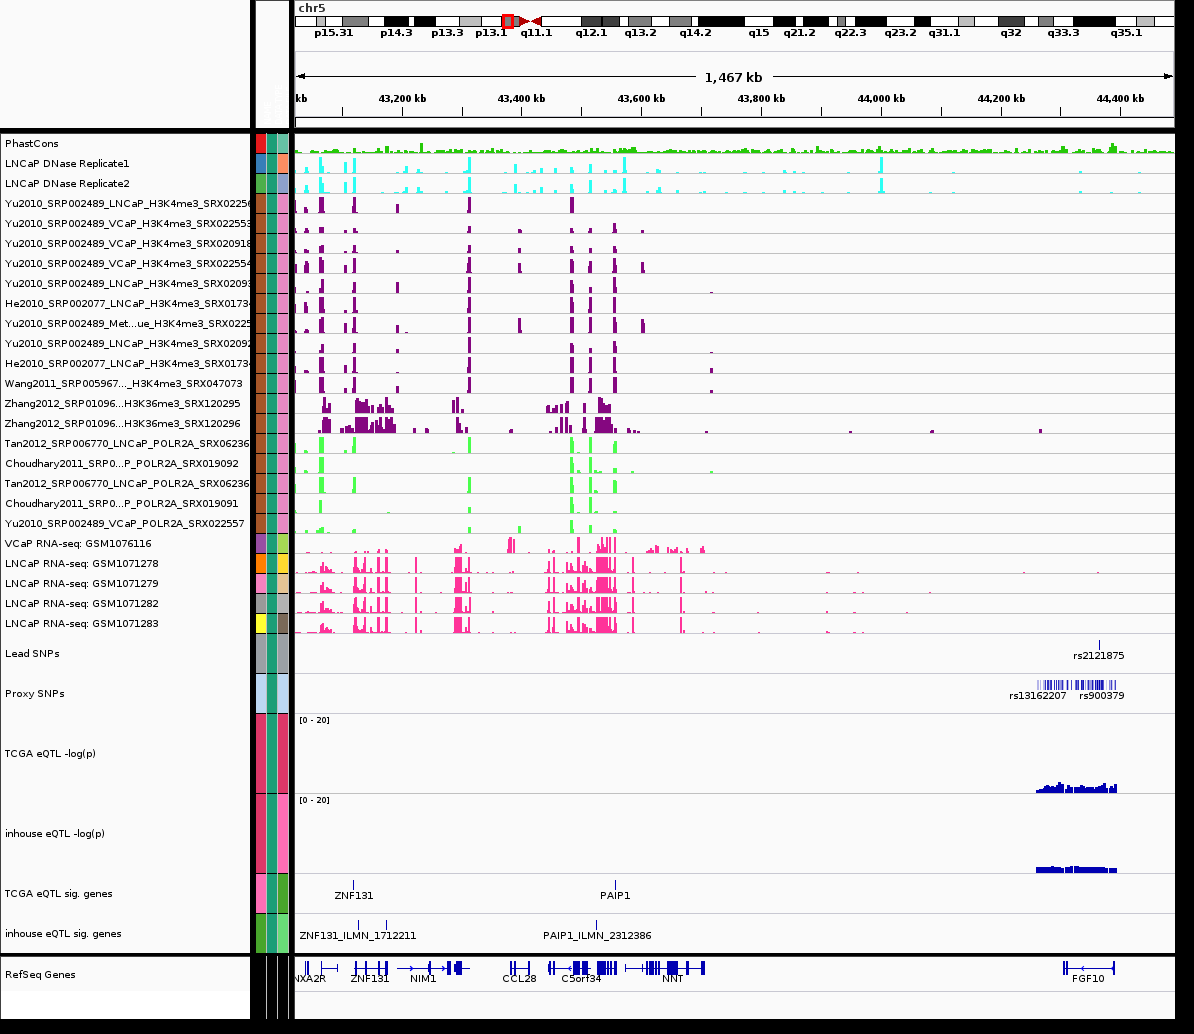 chr5
p15.31 p14.3 p13.3 p13.1 q11.1 q12.1 q13.2 q14.2 q15 q21.2 q22.3 q23.2 q31.1 q32 q33.3 q35.1
1,467 kb
kb 43,200 kb 43,400 kb 43,600 kb 43,800 kb 44,000 kb 44,200 kb 44,400 kb
PhastCons
LNCaP DNase Replicate1
LNCaP DNase Replicate2
Yu2010_SRP002489_LNCaP_H3K4me3_SRX02256
Yu2010_SRP002489_VCaP_H3K4me3_SRX022553
Yu2010_SRP002489_VCaP_H3K4me3_SRX020918
Yu2010_SRP002489_VCaP_H3K4me3_SRX022554
Yu2010_SRP002489_LNCaP_H3K4me3_SRX02093
He2010_SRP002077_LNCaP_H3K4me3_SRX0173
Yu2010_SRP002489_Met...ue_H3K4me3_SRX0225
Yu2010_SRP002489_LNCaP_H3K4me3_SRX02092
He2010_SRP002077_LNCaP_H3K4me3_SRX0173
Wang2011_SRP005967..._H3K4me3_SRX047073
Zhang2012_SRP01096...H3K36me3_SRX120295
Zhang2012_SRP01096...H3K36me3_SRX120296
Tan2012_SRP006770_LNCaP_POLR2A_SRX06236
Choudhary2011_SRP0...P_POLR2A_SRX019092
Tan2012_SRP006770_LNCaP_POLR2A_SRX06236
Choudhary2011_SRP0...P_POLR2A_SRX019091
Yu2010_SRP002489_VCaP_POLR2A_SRX022557
VCaP RNA-seq: GSM1076116
LNCaP RNA-seq: GSM1071278
LNCaP RNA-seq: GSM1071279
LNCaP RNA-seq: GSM1071282
LNCaP RNA-seq: GSM1071283
Lead SNPs
rs2121875
Proxy SNPs
rs13162207 rs900379
[0 - 20]
TCGA eQTL -log(p)
[0 - 20]
inhouse eQTL -log(p)
TCGA eQTL sig. genes
ZNF131 PAIP1
inhouse eQTL sig. genes
ZNF131_ILMN_1712211 PAIP1_ILMN_2312386
RefSeq Genes
NXA2R ZNF131 NIM1 CCL28 C5orf34 NNT FGF10